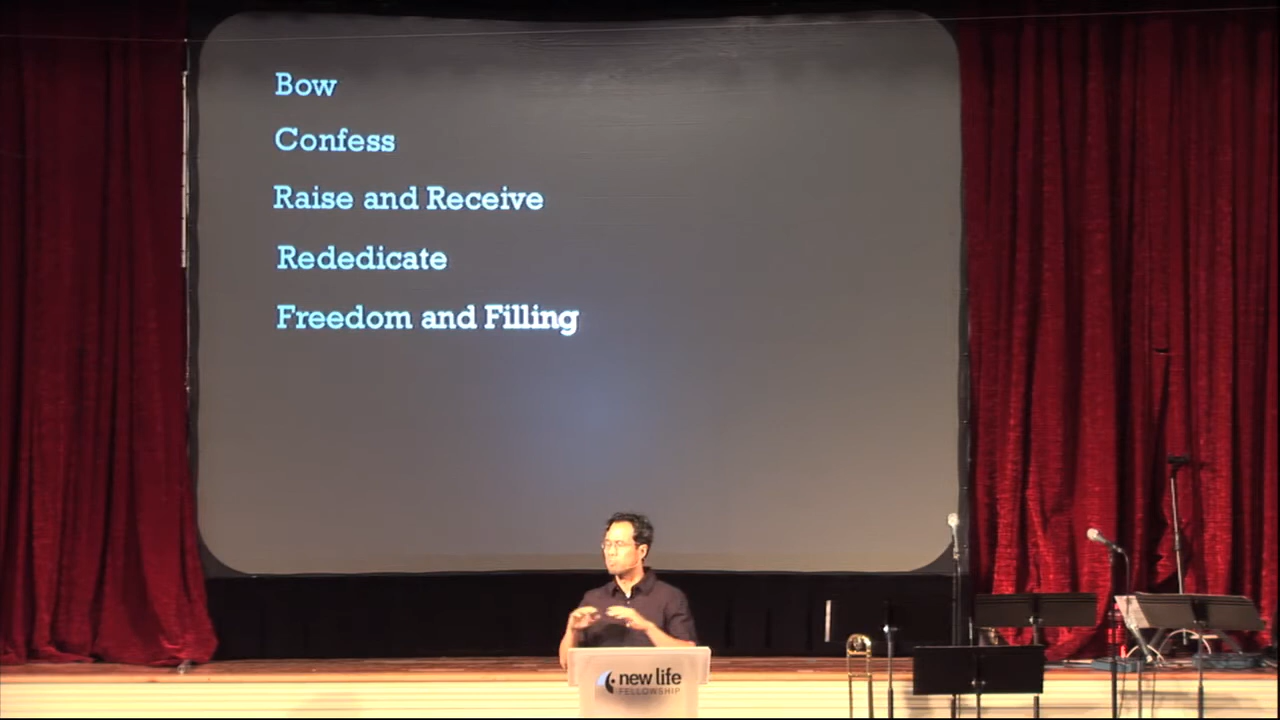 Bow
Confess
Raise and Receive
Rededicate
Freedom and Filling
new life
FELLOWSHIP